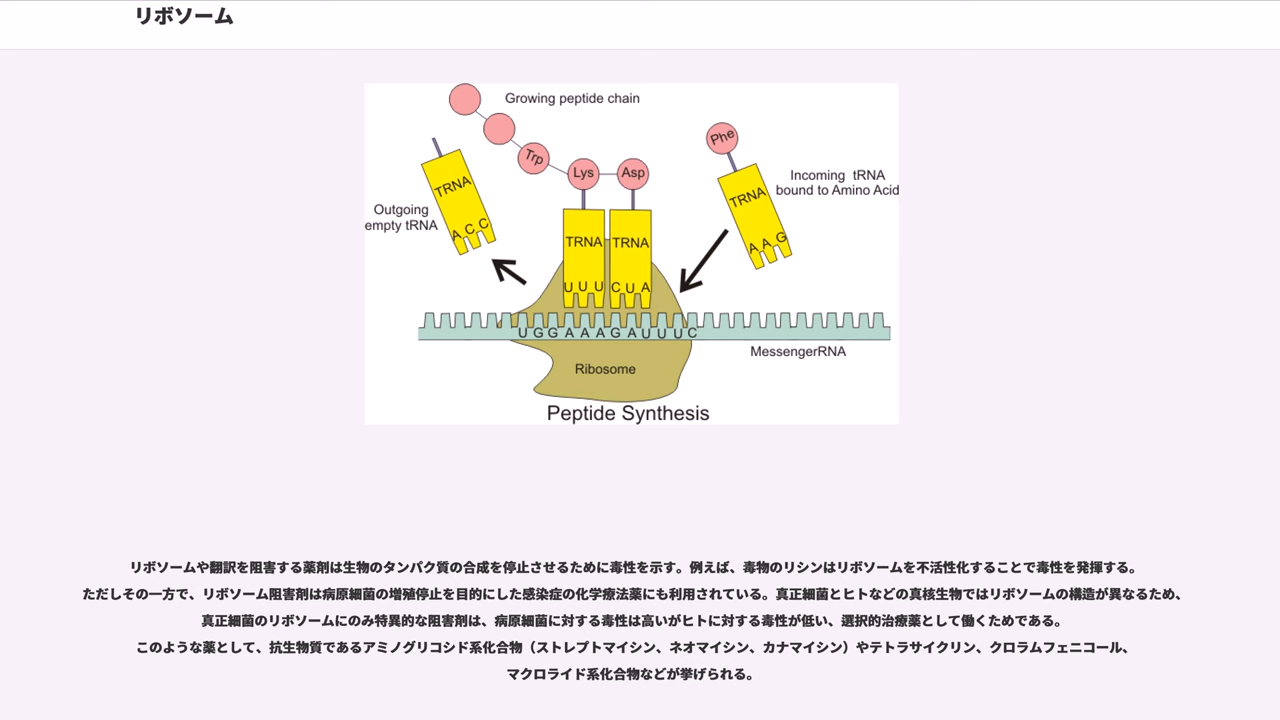 リボソーム
Growing peptide chain
Phe
Trp
Lys
Asp
Incoming tRNA
bound to Amino Acid
TRNA
TRNA
Outgoing
empty tRNA
A C C
TRNA
TRNA
A A G
U U U
C U A
U G G A A A G A U U U C
MessengerRNA
Ribosome
Peptide Synthesis
リボソームや翻訳を阻害する薬剤は生物のタンパク質の合成を停止させるために毒性を示す。例えば、毒物のリシンはリボソームを不活性化することで毒性を発揮する。
ただしその一方で、リボソーム阻害剤は病原細菌の増殖停止を目的にした感染症の化学療法薬にも利用されている。真正細菌とヒトなどの真核生物ではリボソームの構造が異なるため、
真正細菌のリボソームにのみ特異的な阻害剤は、病原細菌に対する毒性は高いがヒトに対する毒性が低い、選択的治療薬として働くためである。
このような薬として、抗生物質であるアミノグリコシド系化合物（ストレプトマイシン、ネオマイシン、カナマイシン）やテトラサイクリン、クロラムフェニコール、
マクロライド系化合物などが挙げられる。